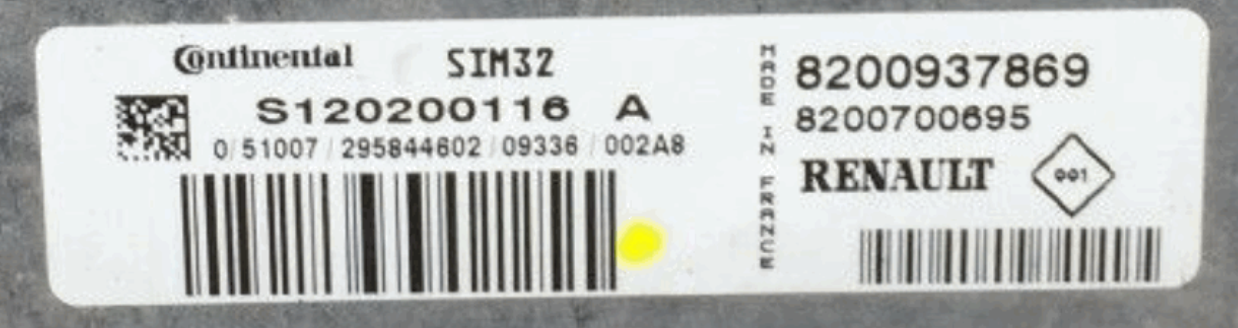 Continental SIM32
S120200116 A
0/51007/295844602/09336/002A8
MADE IN FRANCE
8200937869
8200700695
RENAULT 001